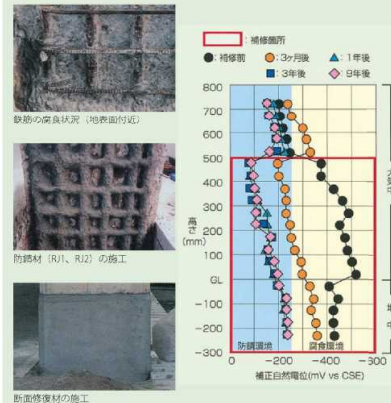 鉄筋の腐食状況（地表面付近）
防錆材（RJ1、RJ2）の施工
断面修復材の施工
：補修箇所
：補修前 ：3ヶ月後 ：1年後
：3年後 ：9年後
800
700
600
500
400
300
200
100
GL
-100
-200
-300
高さ
(mm)
防錆環境 腐食環境
0 -200 -400 -600
補正自然電位(mV vs CSE)